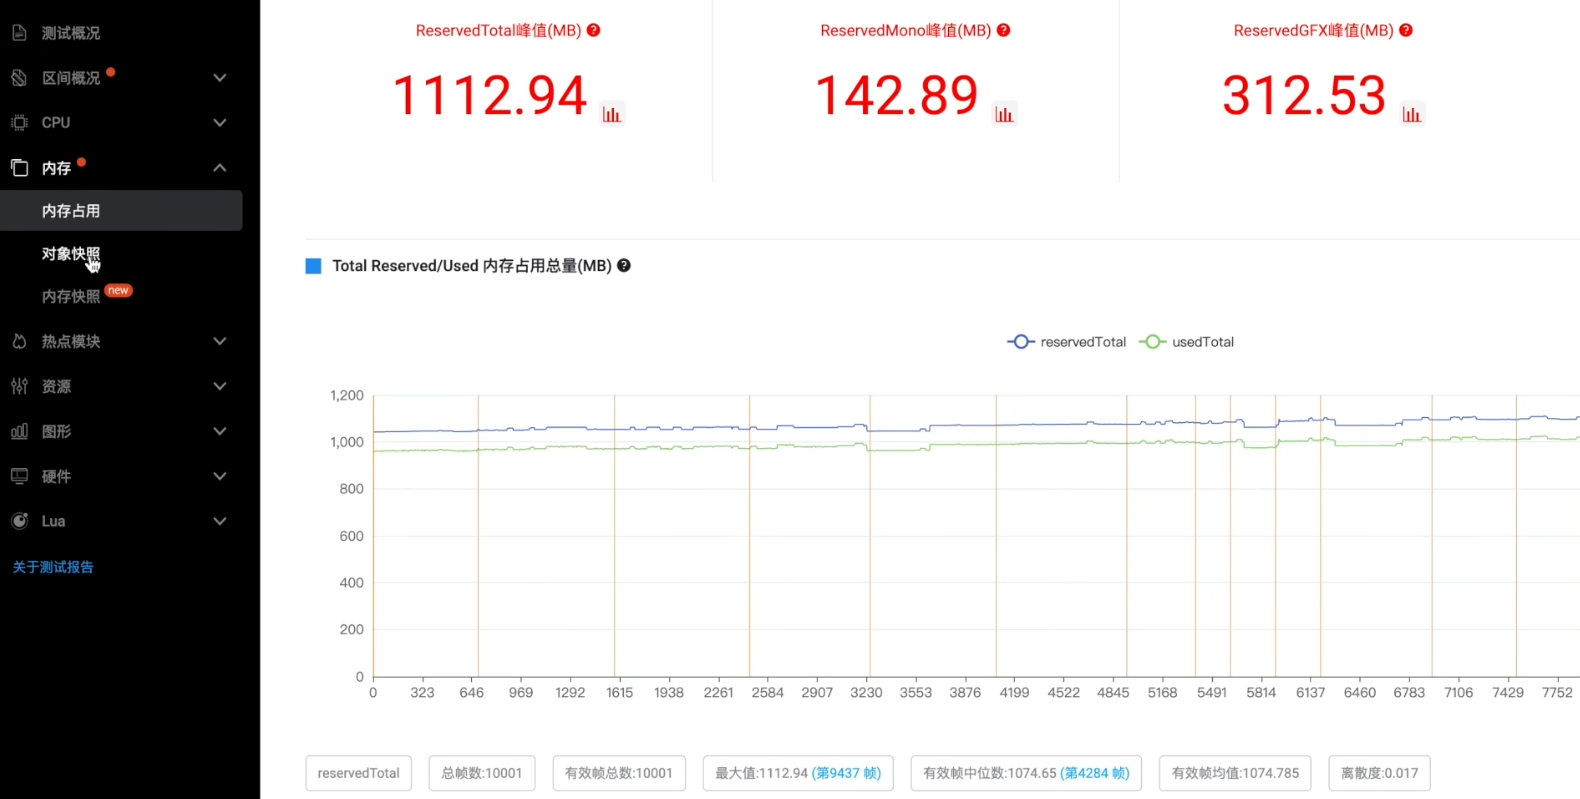 测试概况
区间概况
CPU
内存
内存占用
对象快照
内存快照 new
热点模块
资源
图形
硬件
Lua
关于测试报告
ReservedTotal峰值(MB) ?
1112.94
ReservedMono峰值(MB) ?
142.89
ReservedGFX峰值(MB) ?
312.53
Total Reserved/Used 内存占用总量(MB) ?
reservedTotal usedTotal
1,200
1,000
800
600
400
200
0
0 323 646 969 1292 1615 1938 2261 2584 2907 3230 3553 3876 4199 4522 4845 5168 5491 5814 6137 6460 6783 7106 7429 7752
reservedTotal 总帧数:10001 有效帧总数:10001 最大值:1112.94 (第9437 帧) 有效帧中位数:1074.65 (第4284 帧) 有效帧均值:1074.785 离散度:0.017